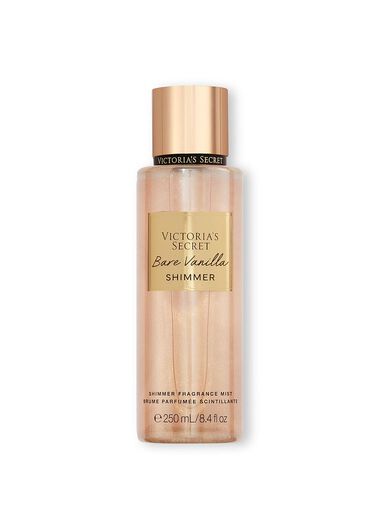 VICTORIA'S SECRET
VICTORIA'S
SECRET
Bare Vanilla
SHIMMER
SHIMMER FRAGRANCE MIST
BRUME PARFUMÉE SCINTILLANTE
℮ 250 mL/8.4 fl oz